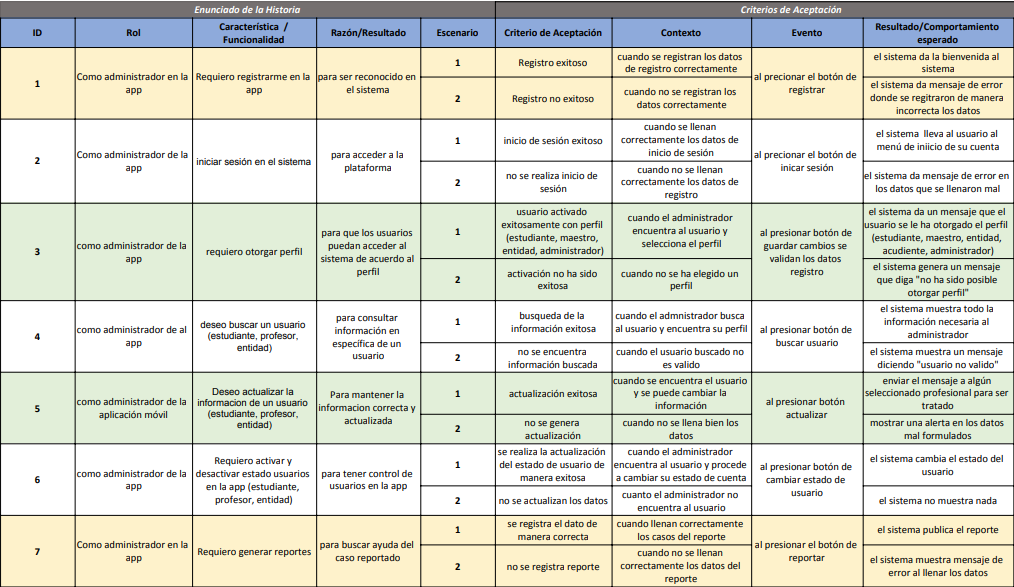 Enunciado de la Historia
Criterios de Aceptación
ID
Rol
Característica /
Funcionalidad
Razón/Resultado
Escenario
Criterio de Aceptación
Contexto
Evento
Resultado/Comportamiento
esperado
1
Como administrador en la
app
Requiero registrarme en la
app
para ser reconocido en
el sistema
1
Registro exitoso
cuando se registran los datos
de registro correctamente
al precionar el botón de
registrar
el sistema da la bienvenida al
sistema
2
Registro no exitoso
cuando no se registran los
datos correctamente
el sistema da mensaje de error
donde se regitraron de manera
incorrecta los datos
2
Como administrador de la
app
iniciar sesión en el sistema
para acceder a la
plataforma
1
inicio de sesión exitoso
cuando se llenan
correctamente los datos de
inicio de sesión
al precionar el botón de
inicar sesión
el sistema lleva al usuario al
menú de iniicio de su cuenta
2
no se realiza inicio de
sesión
cuando no se llenan
correctamente los datos de
registro
el sistema da mensaje de error en
los datos que se llenaron mal
3
como administrador de la
app
requiero otorgar perfil
para que los usuarios
puedan acceder al
sistema de acuerdo al
perfil
1
usuario activado
exitosamente con perfil
(estudiante, maestro,
entidad, administrador)
cuando el administrador
encuentra al usuario y
selecciona el perfil
al presionar botón de
guardar cambios se
validan los datos
registro
el sistema da un mensaje que el
usuario se le ha otorgado el perfil
(estudiante, maestro, entidad,
acudiente, administrador)
2
activación no ha sido
exitosa
cuando no se ha elegido un
perfil
el sistema genera un mensaje
que diga "no ha sido posible
otorgar perfil"
4
como administrador de al
app
deseo buscar un usuario
(estudiante, profesor,
entidad)
para consultar
información en
especifica de un
usuario
1
busqueda de la
información exitosa
cuando el admnistrador busca
al usuario y encuentra su perfil
al presionar botón de
buscar usuario
el sistema muestra todo la
información necesaria al
administrador
2
no se encuentra
información buscada
cuando el usuario buscado no
es valido
el sistema muestra un mensaje
diciendo "usuario no valido"
5
como administrador de la
aplicación móvil
Deseo actualizar la
informacion de un usuario
(estudiante, profesor,
entidad)
Para mantener la
informacion correcta y
actualizada
1
actualización exitosa
cuando se encuentra el usuario
y se puede cambiar la
información
al presionar botón
actualizar
enviar el mensaje a algún
seleccionado profesional para ser
tratado
2
no se genera
actualización
cuando no se llena bien los
datos
mostrar una alerta en los datos
mal formulados
6
como administrador de la
app
Requiero activar y
desactivar estado usuarios
en la app (estudiante,
profesor, entidad)
para tener control de
usuarios en la app
1
se realiza la actualización
del estado de usuario de
manera exitosa
cuando el administrador
encuentra al usuario y procede
a cambiar su estado de cuenta
al presionar botón de
cambiar estado de
usuario
el sistema cambia el estado del
usuario
2
no se actualizan los datos
cuanto el administrador no
encuentra al usuario
el sistema no muestra nada
7
Como administrador en la
app
Requiero generar reportes
para buscar ayuda del
caso reportado
1
se registra el dato de
manera correcta
cuando llenan correctamente
los casos del reporte
al presionar el botón de
reportar
el sistema publica el reporte
2
no se registra reporte
cuando no se llenan
correctamente los datos del
reporte
el sistema muestra mensaje de
error al llenar los datos